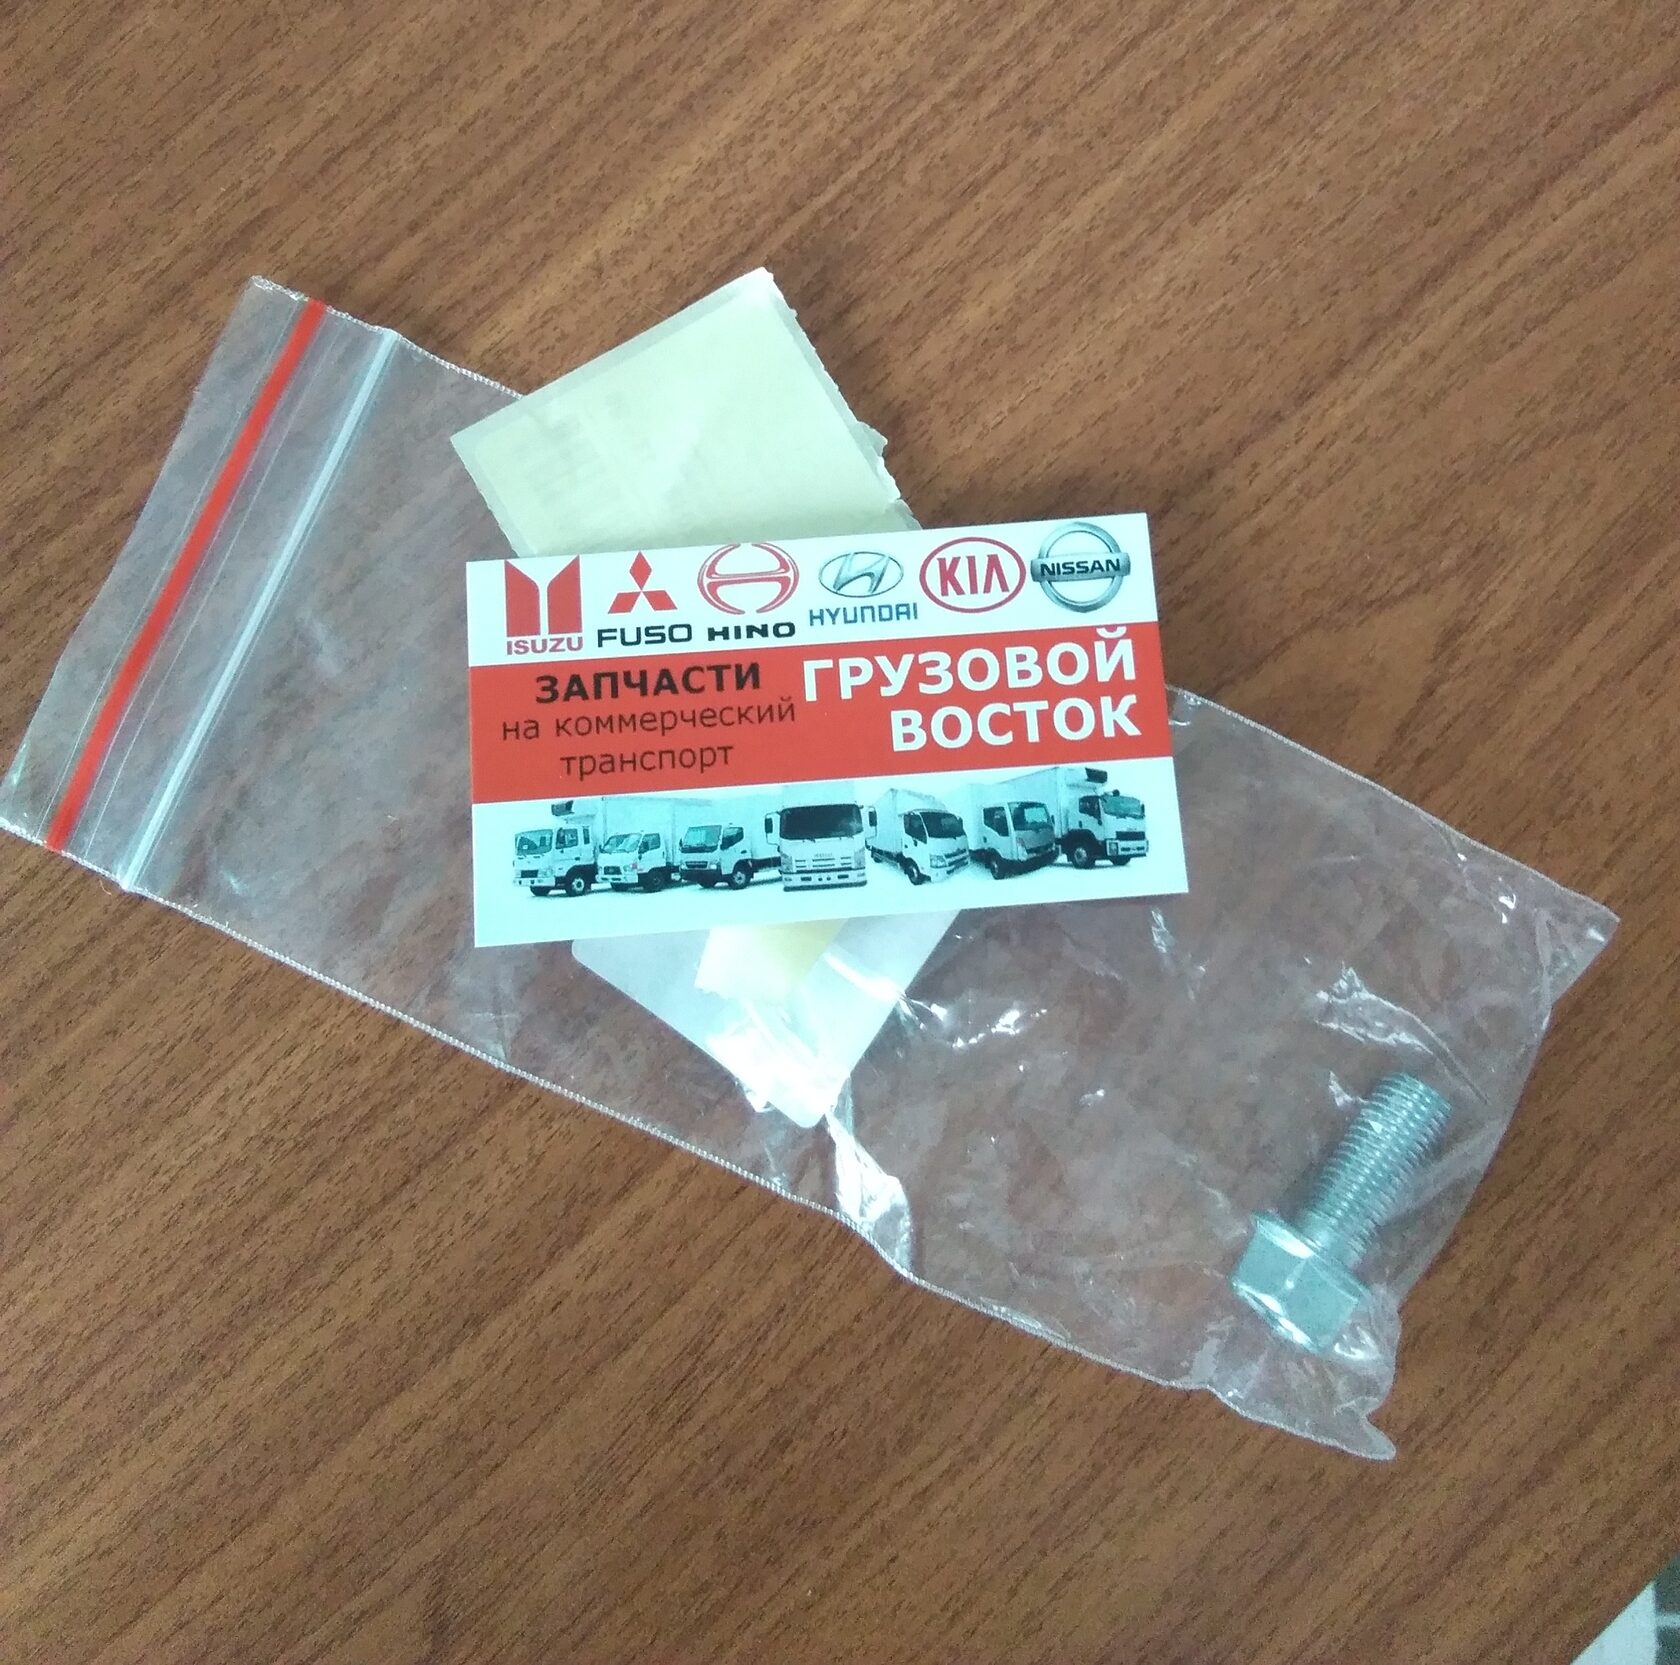 ISUZU FUSO HINO HYUNDAI KIA NISSAN
ЗАПЧАСТИ
на коммерческий
транспорт
ГРУЗОВОЙ
ВОСТОК